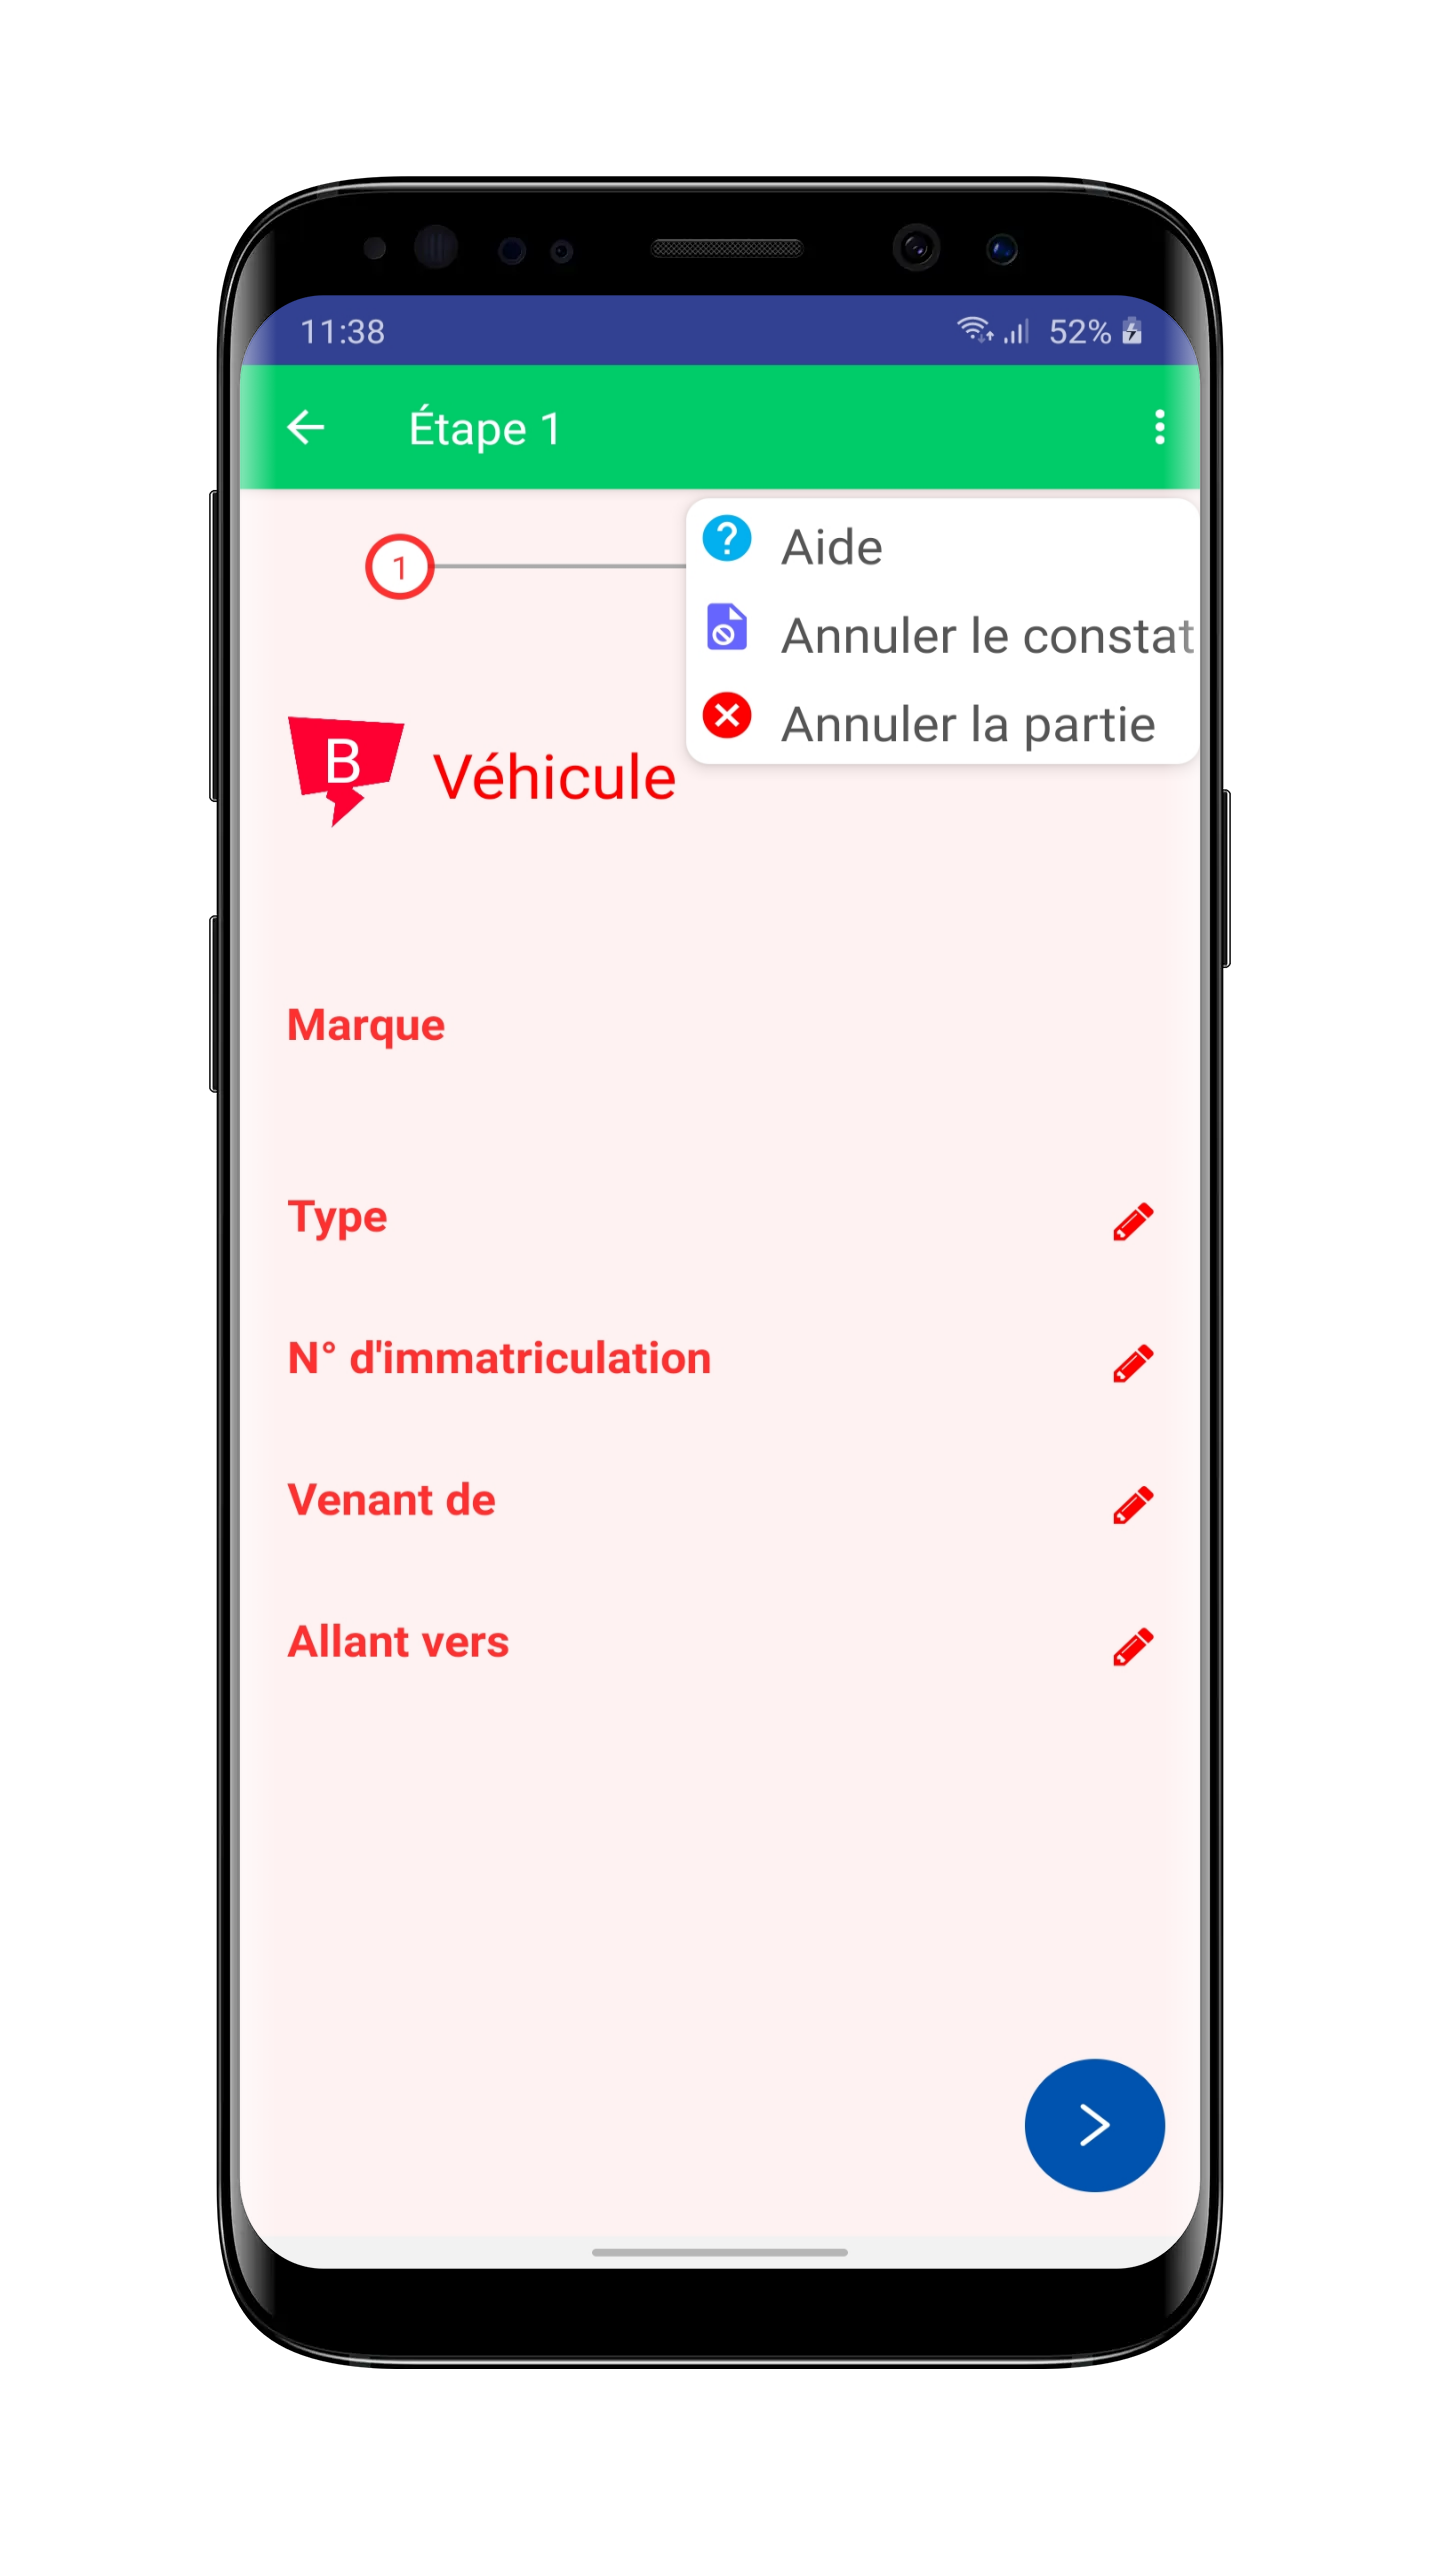 11:38
52%
Étape 1
1
Aide
Annuler le constat
Annuler la partie
B
Véhicule
Marque
Type
N° d'immatriculation
Venant de
Allant vers